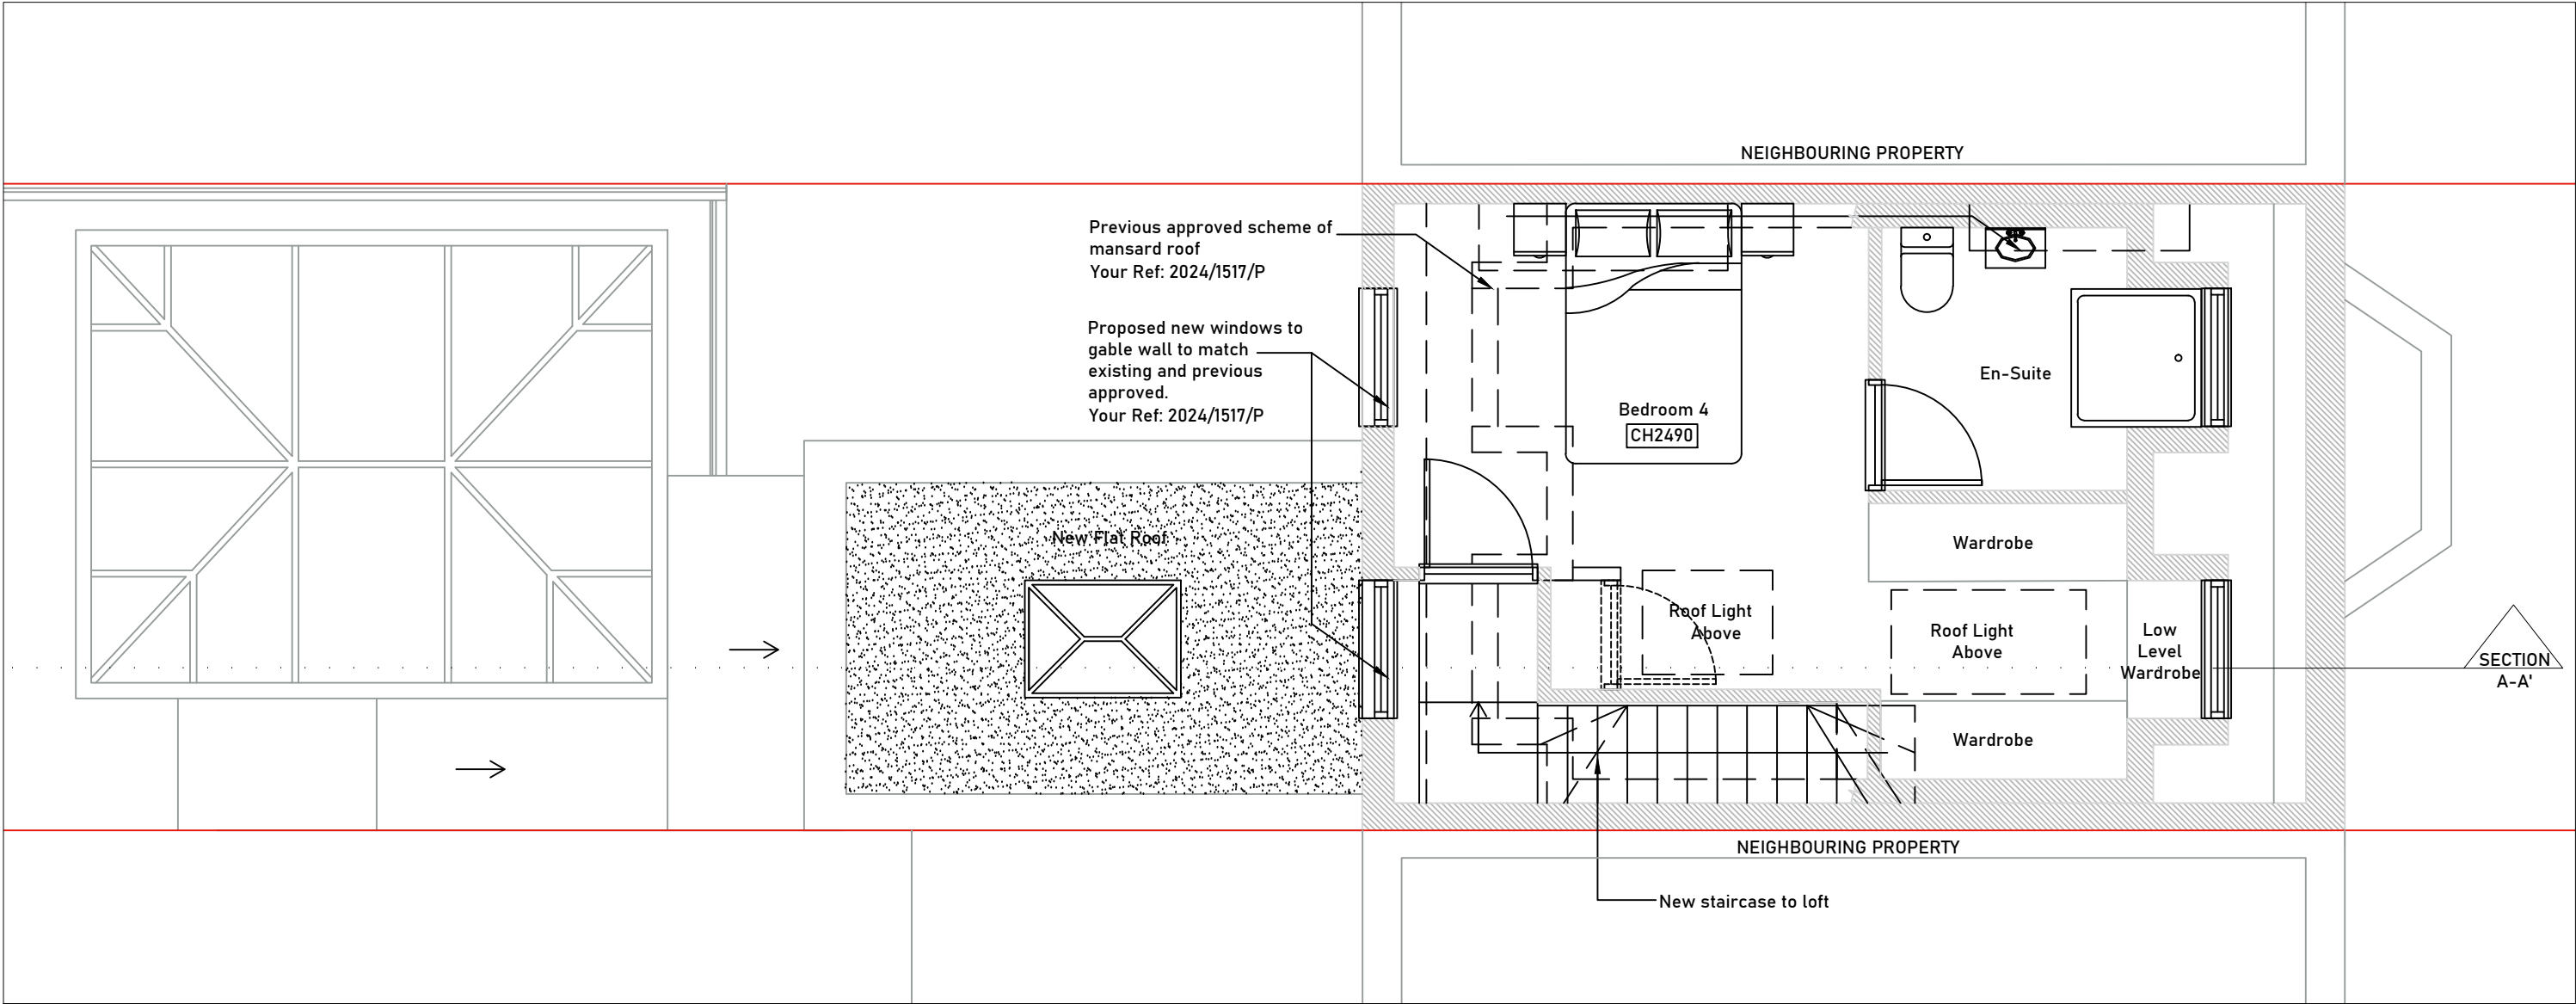 NEIGHBOURING PROPERTY
Previous approved scheme of
mansard roof
Your Ref: 2024/1517/P
Proposed new windows to
gable wall to match
existing and previous
approved.
Your Ref: 2024/1517/P
En-Suite
Bedroom 4
CH2490
New Flat Roof
Wardrobe
Roof Light
Above
Roof Light
Above
Low
Level
Wardrobe
SECTION
A-A'
Wardrobe
NEIGHBOURING PROPERTY
New staircase to loft